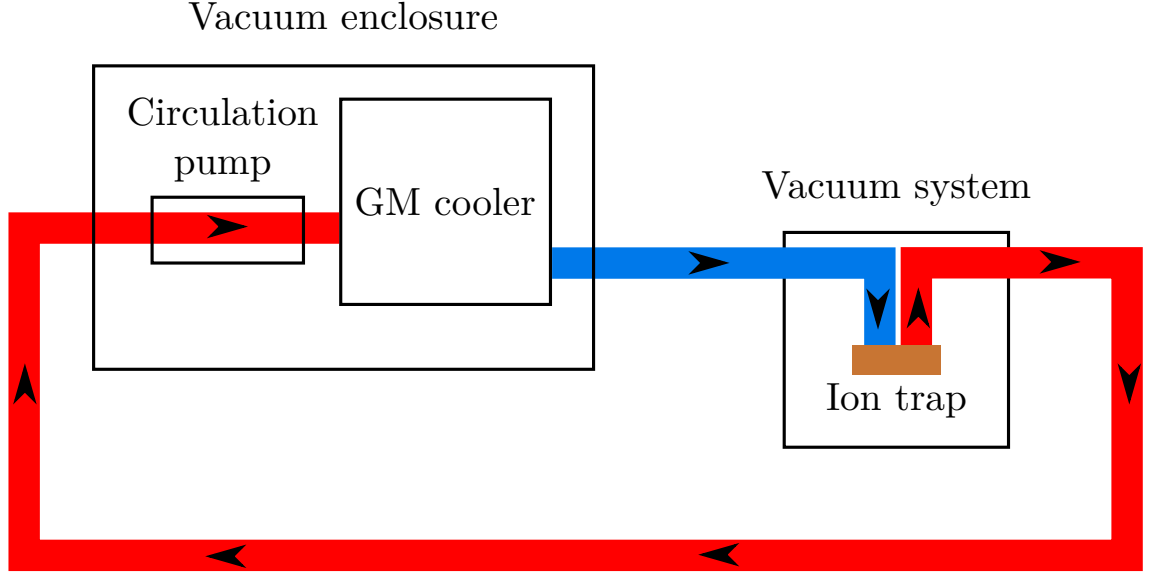 Vacuum enclosure
Circulation
pump
GM cooler
Vacuum system
Ion trap